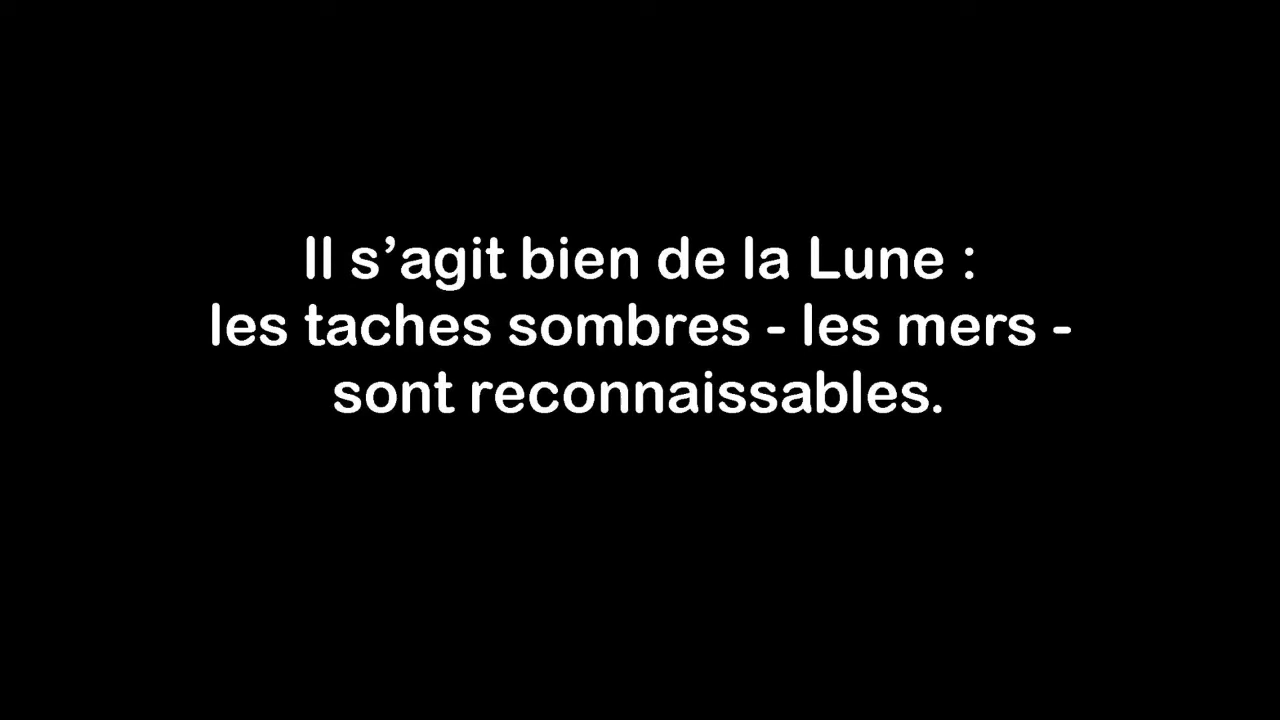 Il s’agit bien de la Lune :
les taches sombres - les mers -
sont reconnaissables.